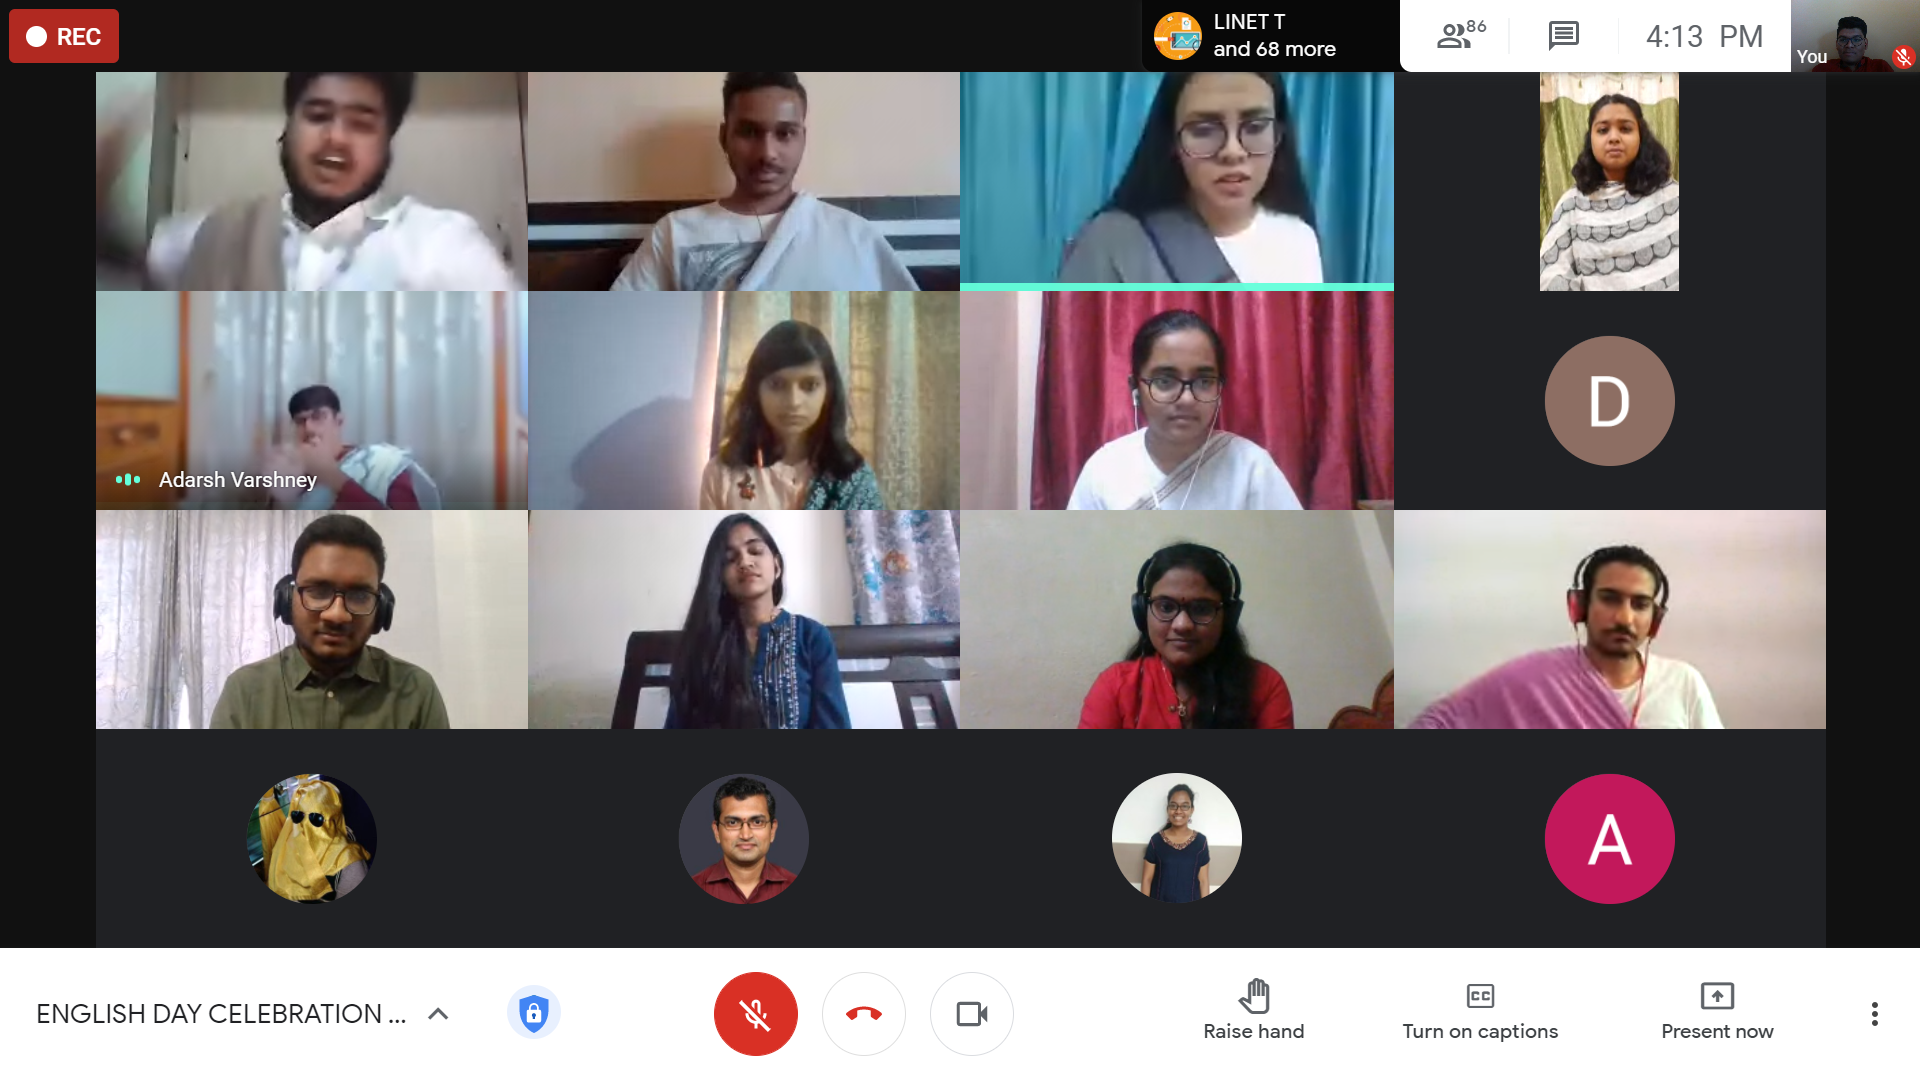 REC
LINET T
and 68 more
86
4:13 PM
You
D
Adarsh Varshney
A
ENGLISH DAY CELEBRATION ...
Raise hand
CC
Turn on captions
Present now